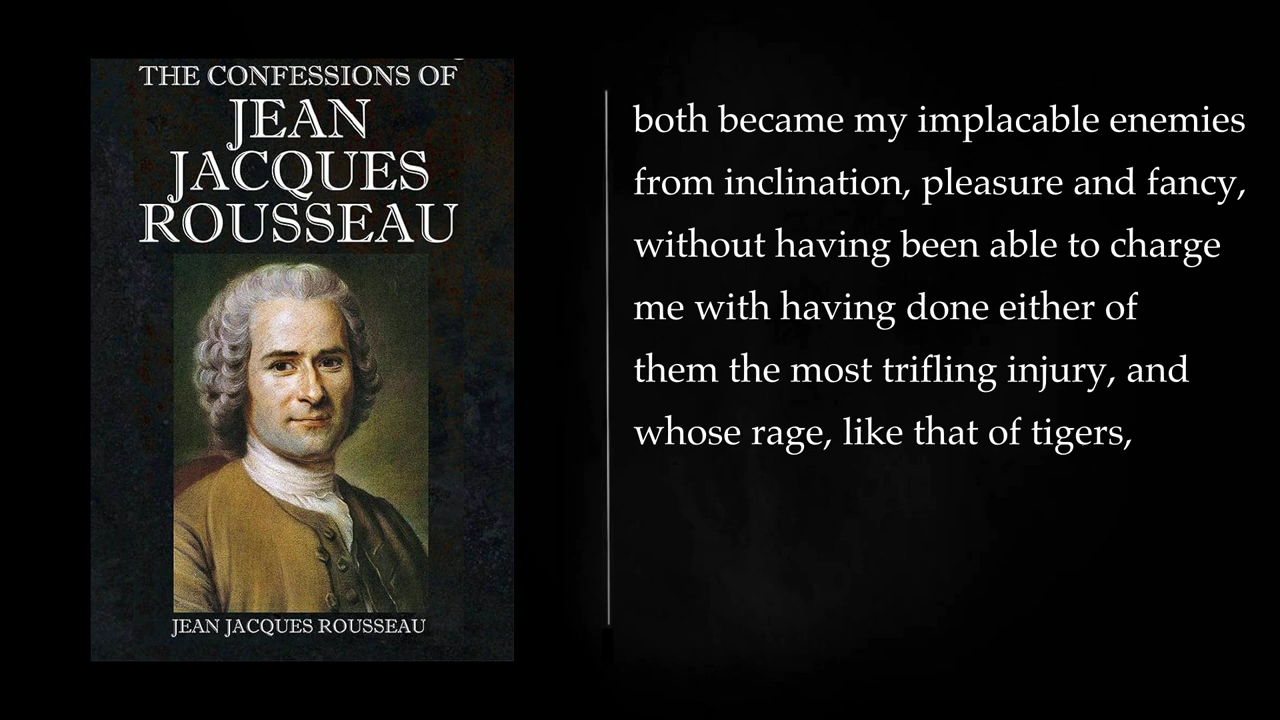 THE CONFESSIONS OF
JEAN
JACQUES
ROUSSEAU
JEAN JACQUES ROUSSEAU
both became my implacable enemies
from inclination, pleasure and fancy,
without having been able to charge
me with having done either of
them the most trifling injury, and
whose rage, like that of tigers,